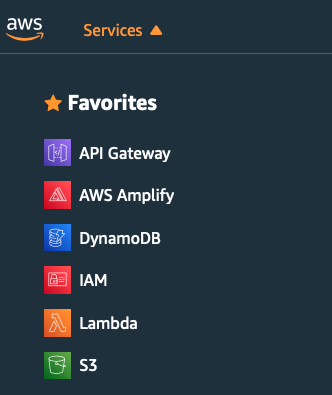 aws
Services
Favorites
API Gateway
AWS Amplify
DynamoDB
IAM
Lambda
S3